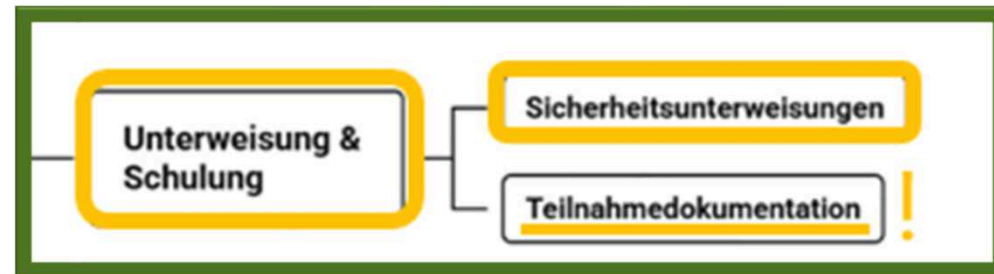 Unterweisung &
Schulung
Sicherheitsunterweisungen
Teilnahmedokumentation
!